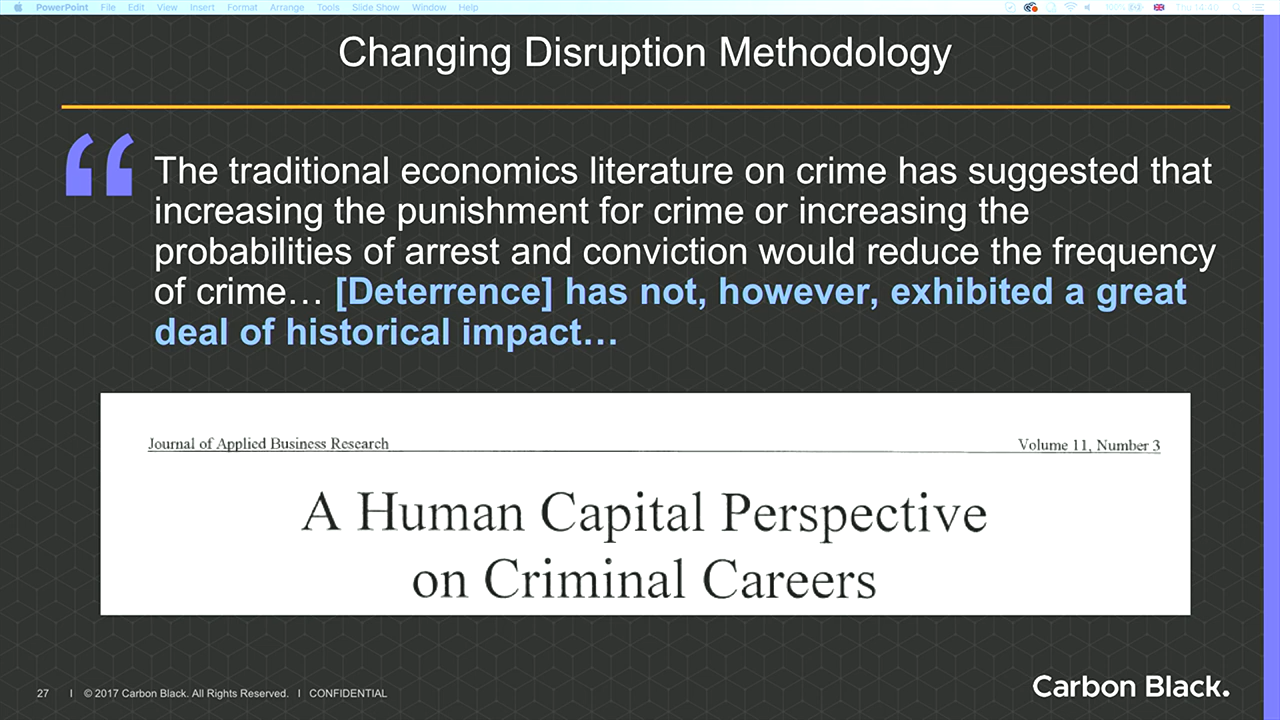 PowerPoint File Edit View Insert Format Arrange Tools Slide Show Window Help 100% Thu 14:40
Changing Disruption Methodology
“
The traditional economics literature on crime has suggested that
increasing the punishment for crime or increasing the
probabilities of arrest and conviction would reduce the frequency
of crime… [Deterrence] has not, however, exhibited a great
deal of historical impact…
Journal of Applied Business Research Volume 11, Number 3
A Human Capital Perspective
on Criminal Careers
27 I © 2017 Carbon Black. All Rights Reserved. I CONFIDENTIAL
Carbon Black.